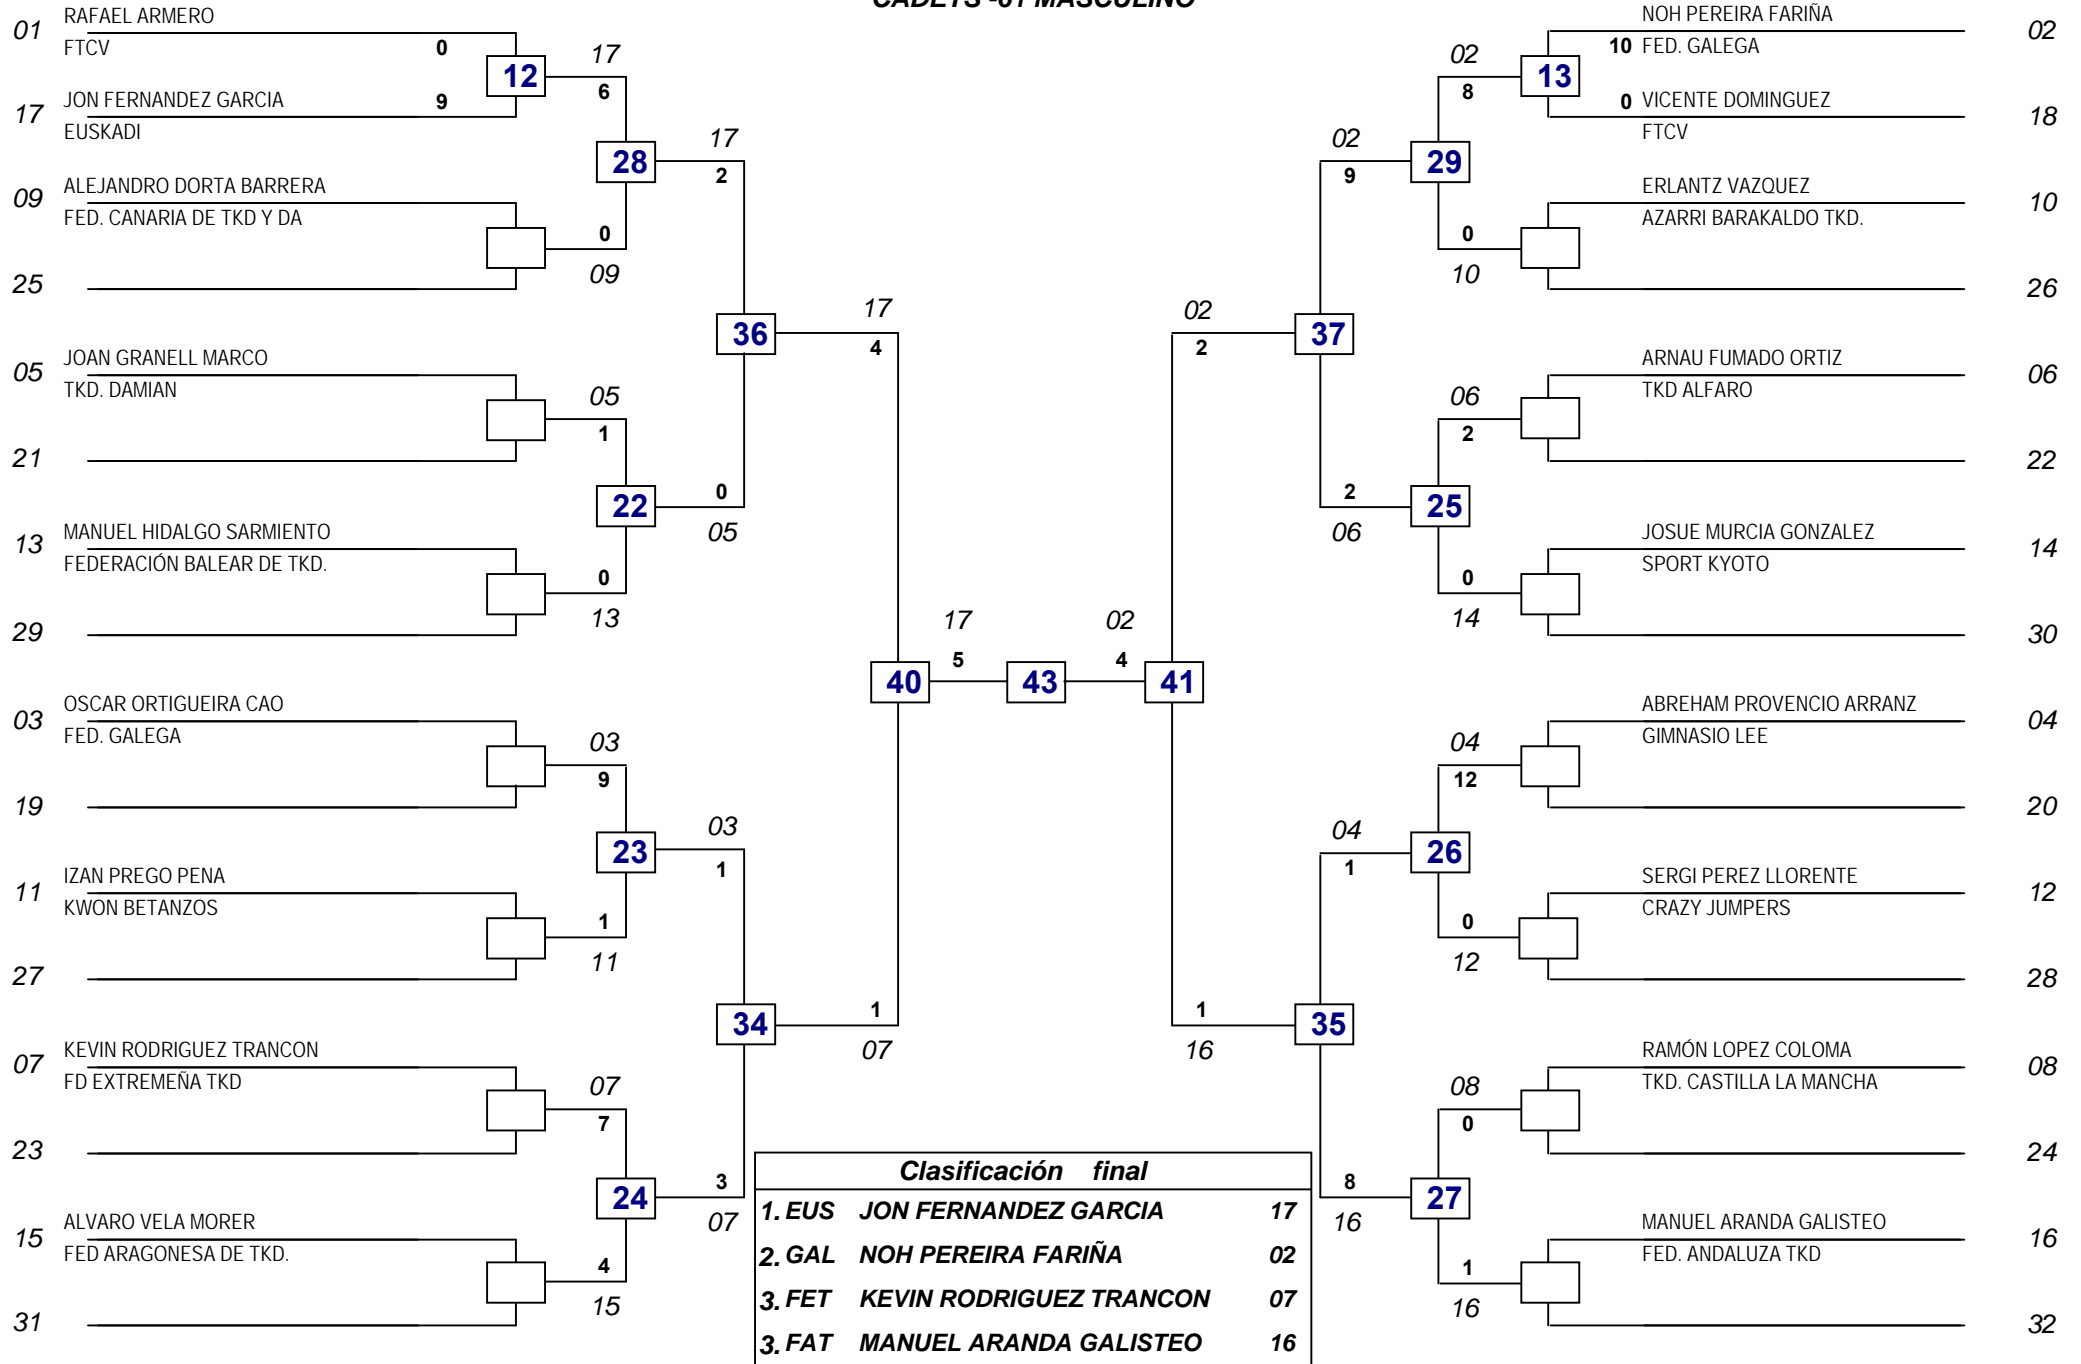 CADETS -61 MASCULINO
01 RAFAEL ARMERO
FTCV 0
17 JON FERNANDEZ GARCIA 9
EUSKADI
12
17
6
09 ALEJANDRO DORTA BARRERA
FED. CANARIA DE TKD Y DA
25
0
09
28
17
2
05 JOAN GRANELL MARCO
TKD. DAMIAN
21
05
1
13 MANUEL HIDALGO SARMIENTO
FEDERACIÓN BALEAR DE TKD.
29
0
13
22
0
05
36
17
4
03 OSCAR ORTIGUEIRA CAO
FED. GALEGA
19
03
9
11 IZAN PREGO PENA
KWON BETANZOS
27
1
11
23
03
1
07 KEVIN RODRIGUEZ TRANCON
FD EXTREMEÑA TKD
23
07
7
15 ALVARO VELA MORER
FED ARAGONESA DE TKD.
31
4
15
24
3
07
34
1
07
40
17
5
43
02
4
41
NOH PEREIRA FARIÑA 02
10 FED. GALEGA
0 VICENTE DOMINGUEZ 18
FTCV
13
02
8
ERLANTZ VAZQUEZ 10
AZARRI BARAKALDO TKD.
26
0
10
29
02
9
ARNAU FUMADO ORTIZ 06
TKD ALFARO
22
06
2
JOSUE MURCIA GONZALEZ 14
SPORT KYOTO
30
0
14
25
2
06
37
02
2
ABREHAM PROVENCIO ARRANZ 04
GIMNASIO LEE
20
04
12
SERGI PEREZ LLORENTE 12
CRAZY JUMPERS
28
0
12
26
04
1
RAMÓN LOPEZ COLOMA 08
TKD. CASTILLA LA MANCHA
24
08
0
MANUEL ARANDA GALISTEO 16
FED. ANDALUZA TKD
32
1
16
27
8
16
35
1
16
Clasificación final
1. EUS JON FERNANDEZ GARCIA 17
2. GAL NOH PEREIRA FARIÑA 02
3. FET KEVIN RODRIGUEZ TRANCON 07
3. FAT MANUEL ARANDA GALISTEO 16